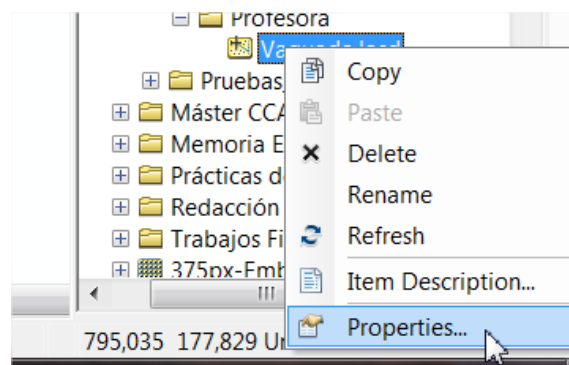 Profesora
Copy
Pruebas
Máster CCA
Paste
Memoria E
Delete
Prácticas d
Rename
Redacción
Refresh
Trabajos Fi
375px-Emb
Item Description...
Properties...
795,035 177,829 Un